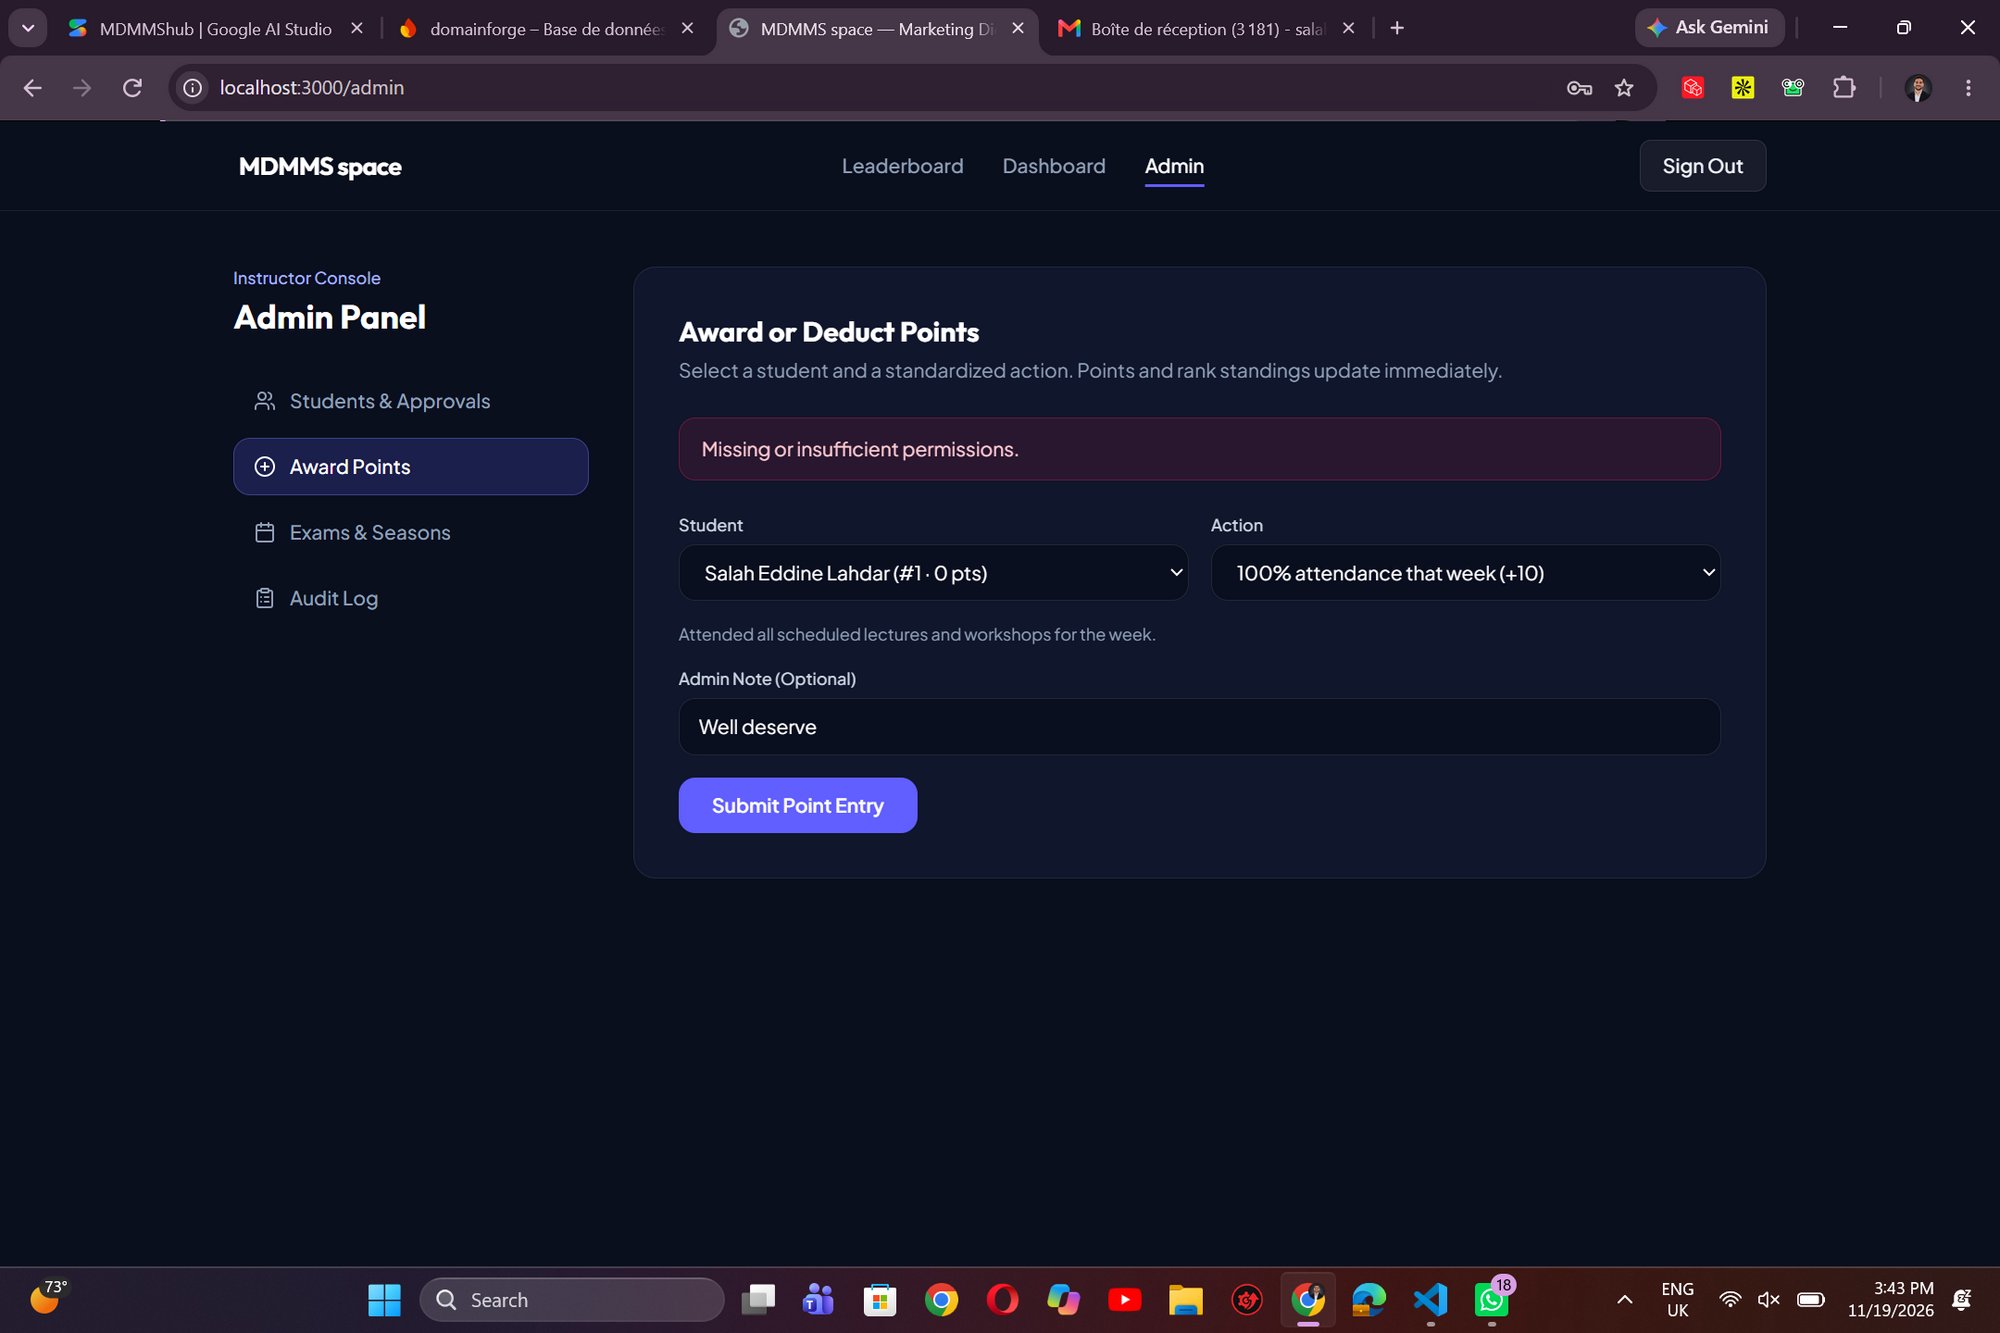 MDMMShub | Google AI Studio
domainforge – Base de données
MDMMS space — Marketing Di
Boîte de réception (3 181) - sala
Ask Gemini
localhost:3000/admin
MDMMS space
Leaderboard
Dashboard
Admin
Sign Out
Instructor Console
Admin Panel
Students & Approvals
Award Points
Exams & Seasons
Audit Log
Award or Deduct Points
Select a student and a standardized action. Points and rank standings update immediately.
Missing or insufficient permissions.
Student
Action
Salah Eddine Lahdar (#1 · 0 pts)
100% attendance that week (+10)
Attended all scheduled lectures and workshops for the week.
Admin Note (Optional)
Well deserve
Submit Point Entry
73°
Search
18
ENG
UK
3:43 PM
11/19/2026